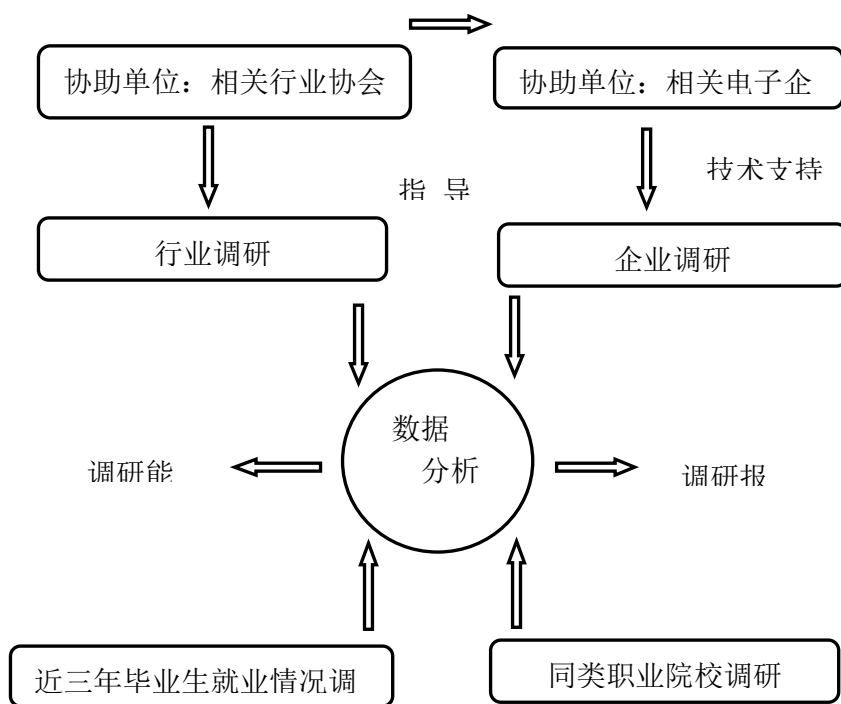 协助单位：相关行业协会
协助单位：相关电子企
指 导
技术支持
行业调研
企业调研
数据
分析
调研能
调研报
近三年毕业生就业情况调
同类职业院校调研